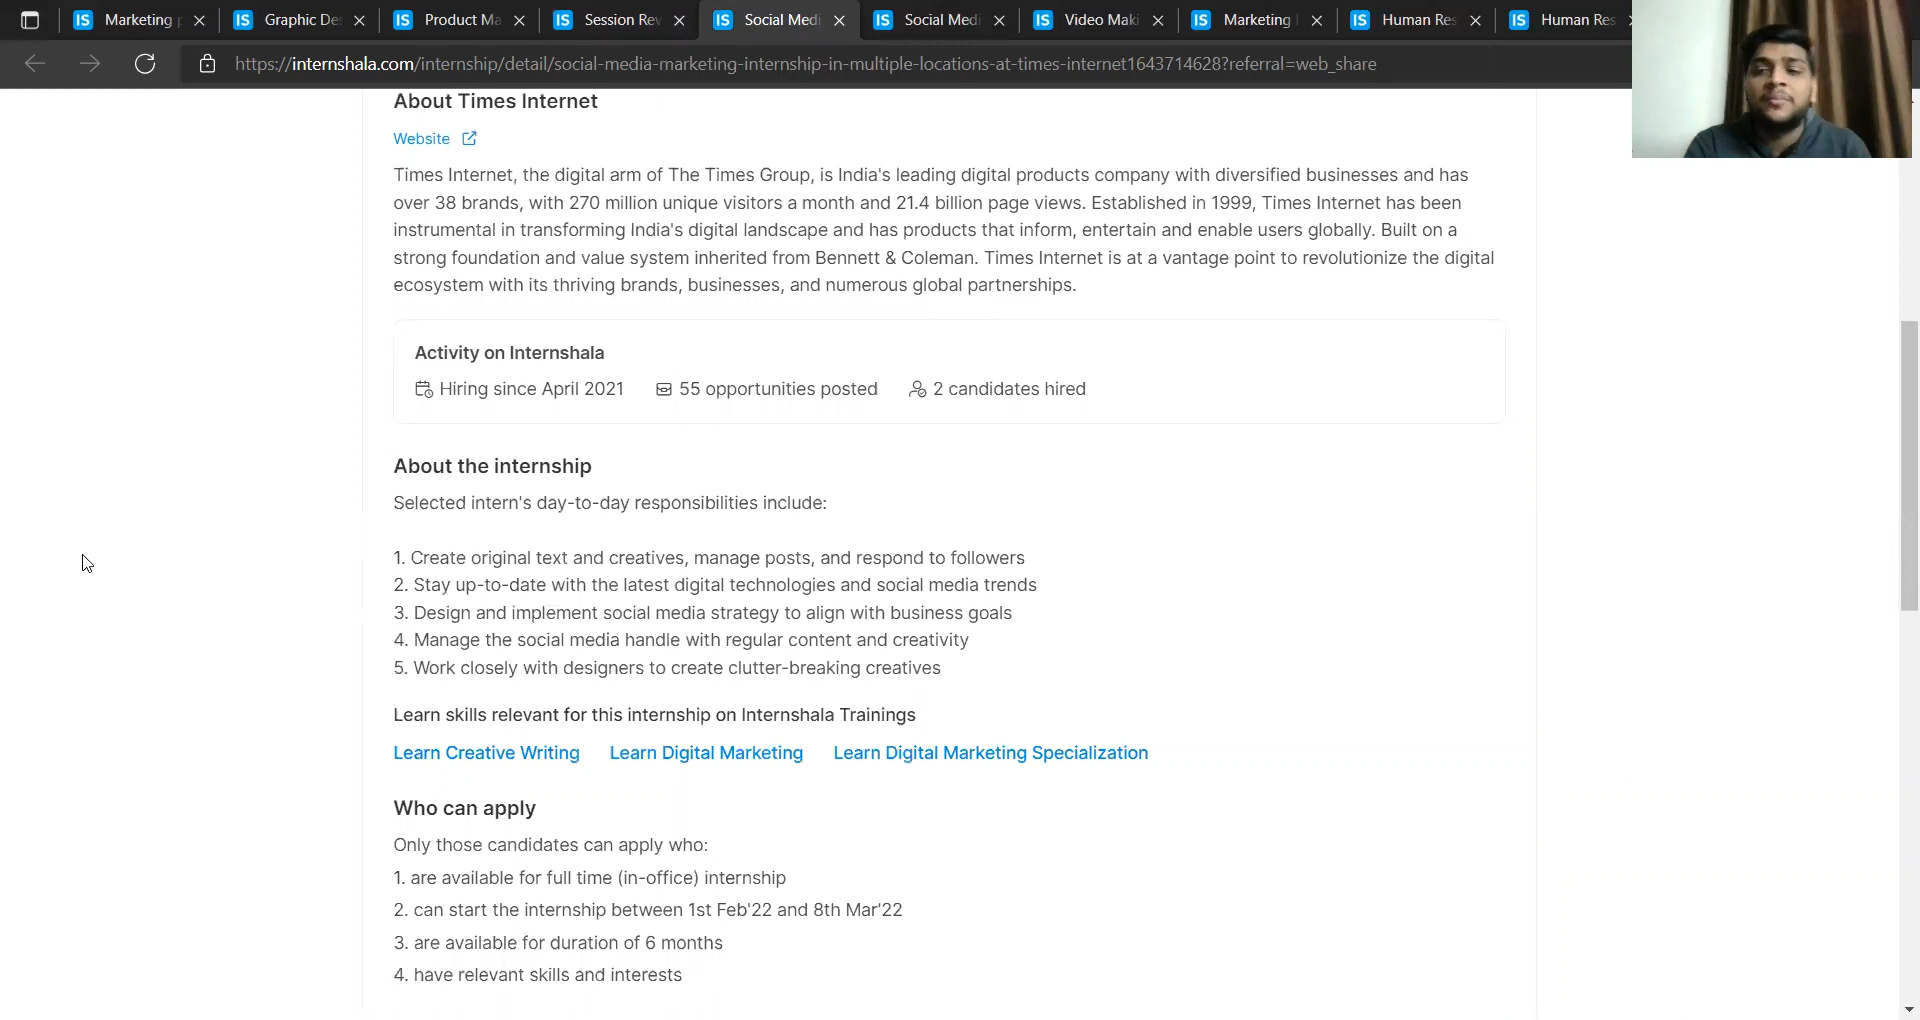 IS Marketing
IS Graphic De
IS Product Ma
IS Session Rev
IS Social Medi
IS Social Medi
IS Video Maki
IS Marketing
IS Human Res
IS Human Res
https://internshala.com/internship/detail/social-media-marketing-internship-in-multiple-locations-at-times-internet1643714628?referral=web_share
About Times Internet
Website
Times Internet, the digital arm of The Times Group, is India's leading digital products company with diversified businesses and has
over 38 brands, with 270 million unique visitors a month and 21.4 billion page views. Established in 1999, Times Internet has been
instrumental in transforming India's digital landscape and has products that inform, entertain and enable users globally. Built on a
strong foundation and value system inherited from Bennett & Coleman. Times Internet is at a vantage point to revolutionize the digital
ecosystem with its thriving brands, businesses, and numerous global partnerships.
Activity on Internshala
Hiring since April 2021 55 opportunities posted 2 candidates hired
About the internship
Selected intern's day-to-day responsibilities include:
1. Create original text and creatives, manage posts, and respond to followers
2. Stay up-to-date with the latest digital technologies and social media trends
3. Design and implement social media strategy to align with business goals
4. Manage the social media handle with regular content and creativity
5. Work closely with designers to create clutter-breaking creatives
Learn skills relevant for this internship on Internshala Trainings
Learn Creative Writing Learn Digital Marketing Learn Digital Marketing Specialization
Who can apply
Only those candidates can apply who:
1. are available for full time (in-office) internship
2. can start the internship between 1st Feb'22 and 8th Mar'22
3. are available for duration of 6 months
4. have relevant skills and interests